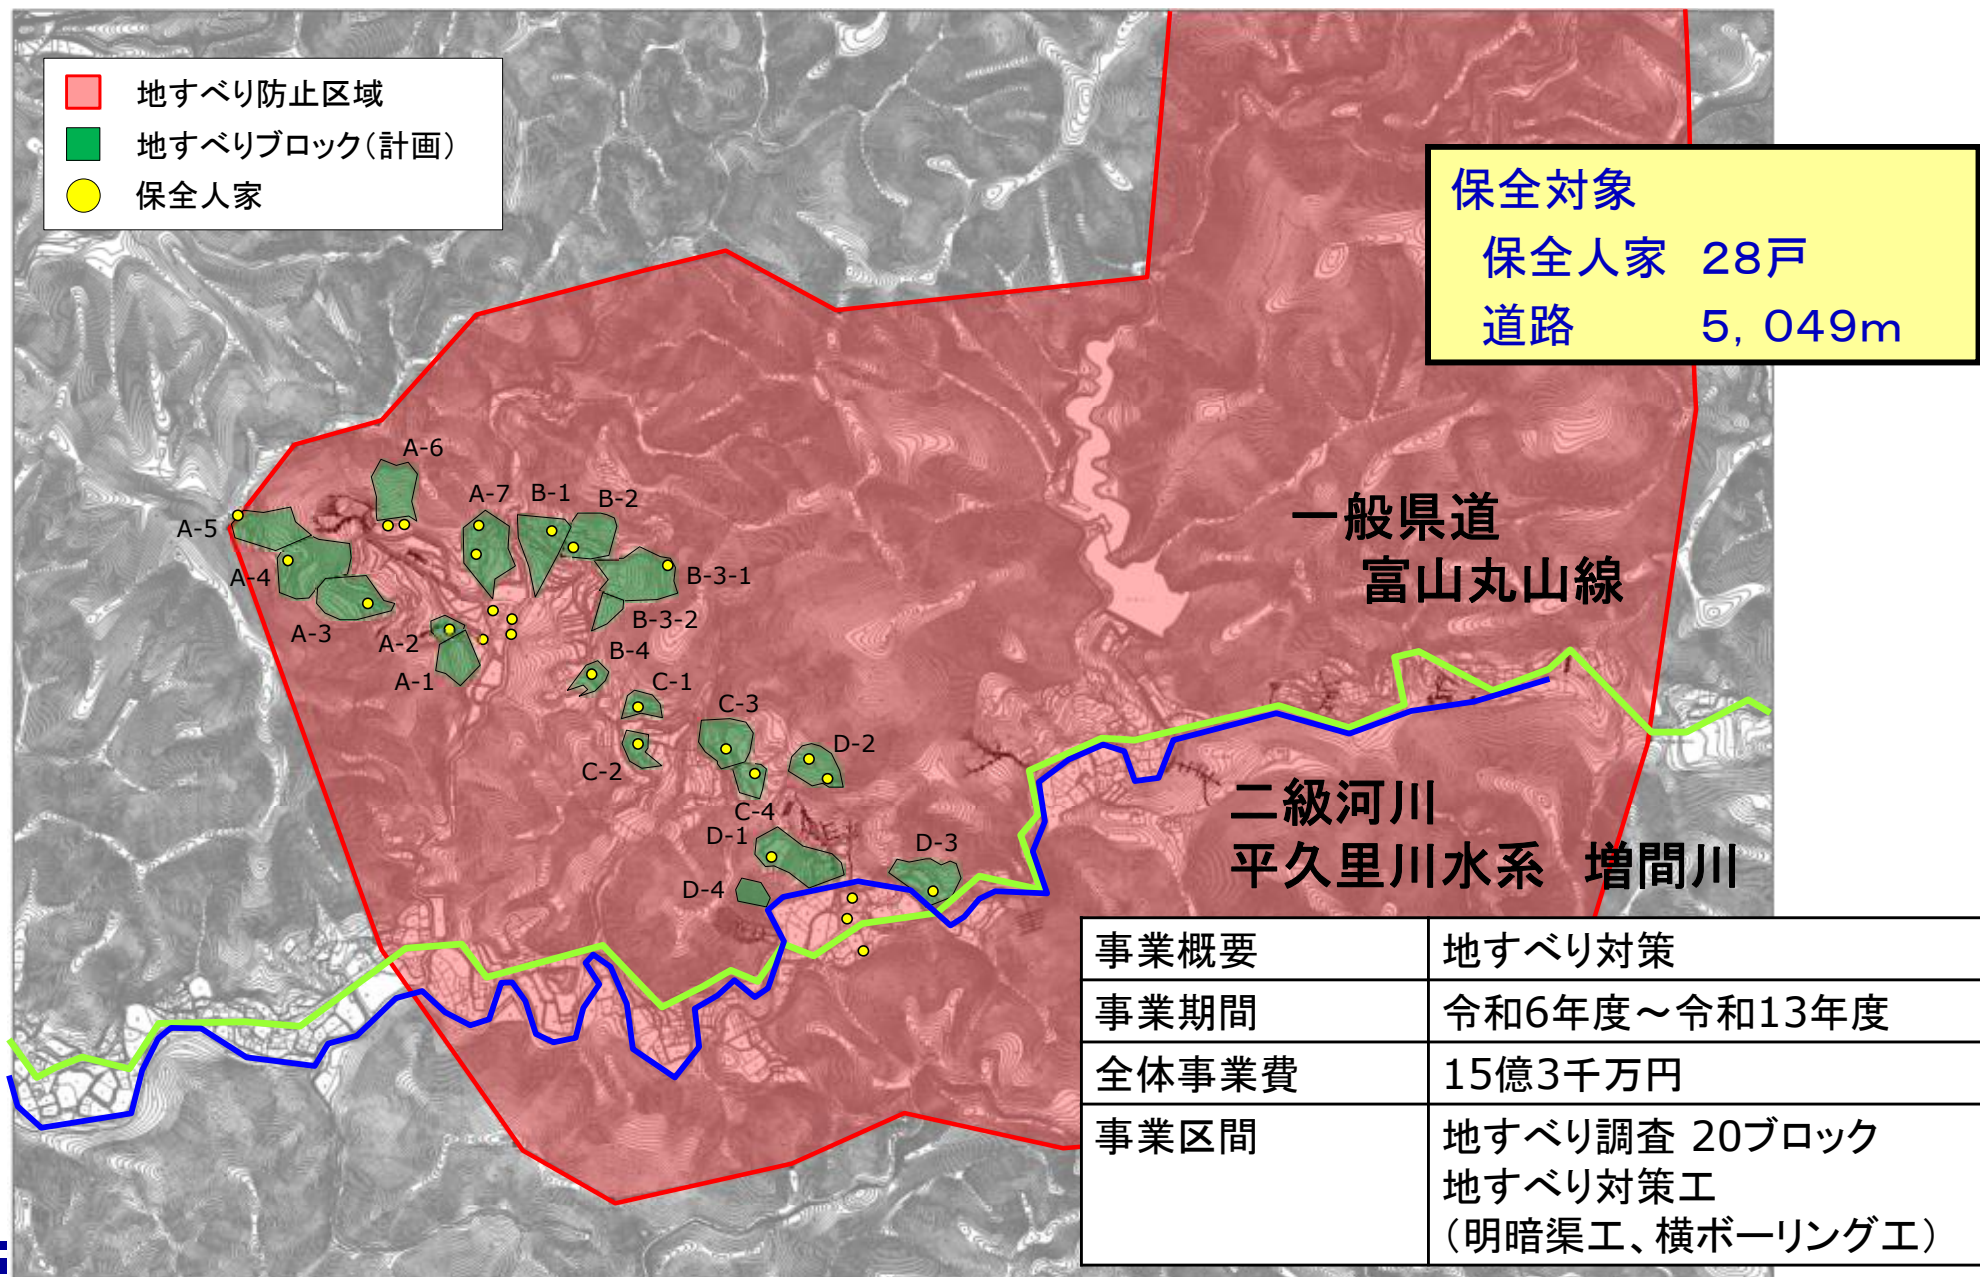 地すべり防止区域
地すべりブロック(計画)
保全人家
保全対象
保全人家 28戸
道路 5,049m
A-6
A-7
B-1
B-2
A-5
A-4
B-3-1
A-3
A-2
B-3-2
A-1
B-4
C-1
C-3
C-2
D-2
C-4
D-1
D-3
D-4
一般県道
富山丸山線
二級河川
平久里川水系 増間川
事業概要 地すべり対策
事業期間 令和6年度~令和13年度
全体事業費 15億3千万円
事業区間 地すべり調査 20ブロック
地すべり対策工
(明暗渠工、横ボーリング工)